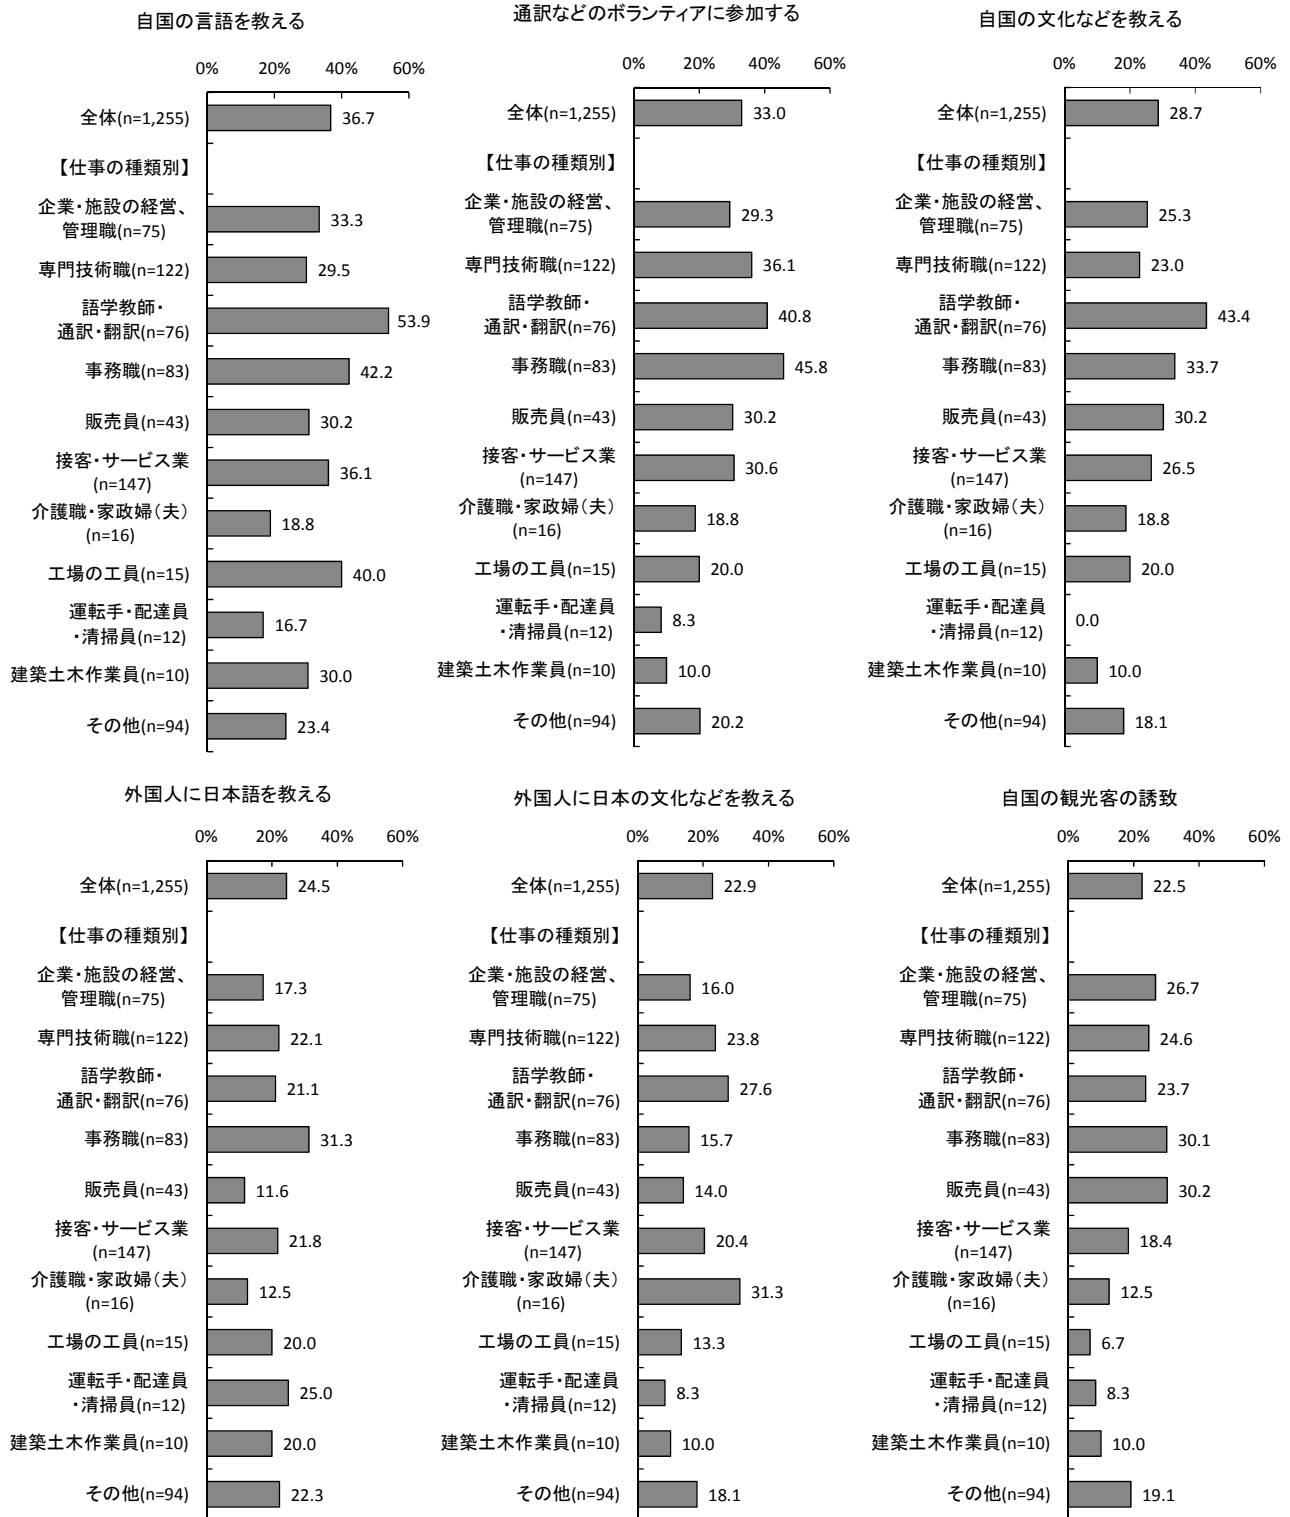 自国の言語を教える
0% 20% 40% 60%
全体(n=1,255) 36.7
【仕事の種類別】
企業・施設の経営、
管理職(n=75) 33.3
専門技術職(n=122) 29.5
語学教師・
通訳・翻訳(n=76) 53.9
事務職(n=83) 42.2
販売員(n=43) 30.2
接客・サービス業
(n=147) 36.1
介護職・家政婦（夫）
(n=16) 18.8
工場の工員(n=15) 40.0
運転手・配達員
・清掃員(n=12) 16.7
建築土木作業員(n=10) 30.0
その他(n=94) 23.4
通訳などのボランティアに参加する
0% 20% 40% 60%
全体(n=1,255) 33.0
【仕事の種類別】
企業・施設の経営、
管理職(n=75) 29.3
専門技術職(n=122) 36.1
語学教師・
通訳・翻訳(n=76) 40.8
事務職(n=83) 45.8
販売員(n=43) 30.2
接客・サービス業
(n=147) 30.6
介護職・家政婦（夫）
(n=16) 18.8
工場の工員(n=15) 20.0
運転手・配達員
・清掃員(n=12) 8.3
建築土木作業員(n=10) 10.0
その他(n=94) 20.2
自国の文化などを教える
0% 20% 40% 60%
全体(n=1,255) 28.7
【仕事の種類別】
企業・施設の経営、
管理職(n=75) 25.3
専門技術職(n=122) 23.0
語学教師・
通訳・翻訳(n=76) 43.4
事務職(n=83) 33.7
販売員(n=43) 30.2
接客・サービス業
(n=147) 26.5
介護職・家政婦（夫）
(n=16) 18.8
工場の工員(n=15) 20.0
運転手・配達員
・清掃員(n=12) 0.0
建築土木作業員(n=10) 10.0
その他(n=94) 18.1
外国人に日本語を教える
0% 20% 40% 60%
全体(n=1,255) 24.5
【仕事の種類別】
企業・施設の経営、
管理職(n=75) 17.3
専門技術職(n=122) 22.1
語学教師・
通訳・翻訳(n=76) 21.1
事務職(n=83) 31.3
販売員(n=43) 11.6
接客・サービス業
(n=147) 21.8
介護職・家政婦（夫）
(n=16) 12.5
工場の工員(n=15) 20.0
運転手・配達員
・清掃員(n=12) 25.0
建築土木作業員(n=10) 20.0
その他(n=94) 22.3
外国人に日本の文化などを教える
0% 20% 40% 60%
全体(n=1,255) 22.9
【仕事の種類別】
企業・施設の経営、
管理職(n=75) 16.0
専門技術職(n=122) 23.8
語学教師・
通訳・翻訳(n=76) 27.6
事務職(n=83) 15.7
販売員(n=43) 14.0
接客・サービス業
(n=147) 20.4
介護職・家政婦（夫）
(n=16) 31.3
工場の工員(n=15) 13.3
運転手・配達員
・清掃員(n=12) 8.3
建築土木作業員(n=10) 10.0
その他(n=94) 18.1
自国の観光客の誘致
0% 20% 40% 60%
全体(n=1,255) 22.5
【仕事の種類別】
企業・施設の経営、
管理職(n=75) 26.7
専門技術職(n=122) 24.6
語学教師・
通訳・翻訳(n=76) 23.7
事務職(n=83) 30.1
販売員(n=43) 30.2
接客・サービス業
(n=147) 18.4
介護職・家政婦（夫）
(n=16) 12.5
工場の工員(n=15) 6.7
運転手・配達員
・清掃員(n=12) 8.3
建築土木作業員(n=10) 10.0
その他(n=94) 19.1